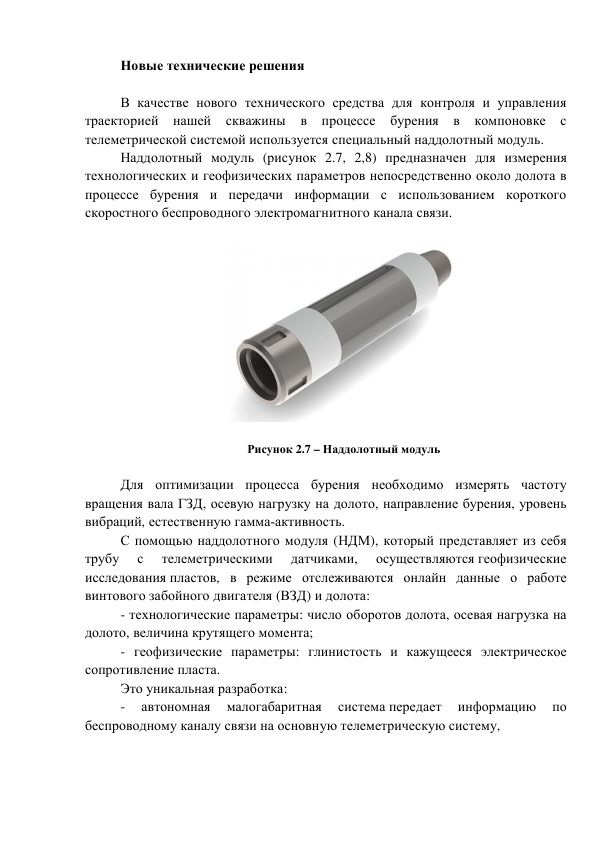 Новые технические решения
В качестве нового технического средства для контроля и управления
траекторией нашей скважины в процессе бурения в компоновке с
телеметрической системой используется специальный наддолотный модуль.
Наддолотный модуль (рисунок 2.7, 2,8) предназначен для измерения
технологических и геофизических параметров непосредственно около долота в
процессе бурения и передачи информации с использованием короткого
скоростного беспроводного электромагнитного канала связи.
Рисунок 2.7 – Наддолотный модуль
Для оптимизации процесса бурения необходимо измерять частоту
вращения вала ГЗД, осевую нагрузку на долото, направление бурения, уровень
вибраций, естественную гамма-активность.
С помощью наддолотного модуля (НДМ), который представляет из себя
трубу с телеметрическими датчиками, осуществляются геофизические
исследования пластов, в режиме отслеживаются онлайн данные о работе
винтового забойного двигателя (ВЗД) и долота:
- технологические параметры: число оборотов долота, осевая нагрузка на
долото, величина крутящего момента;
- геофизические параметры: глинистость и кажущееся электрическое
сопротивление пласта.
Это уникальная разработка:
- автономная малогабаритная система передает информацию по
беспроводному каналу связи на основную телеметрическую систему,